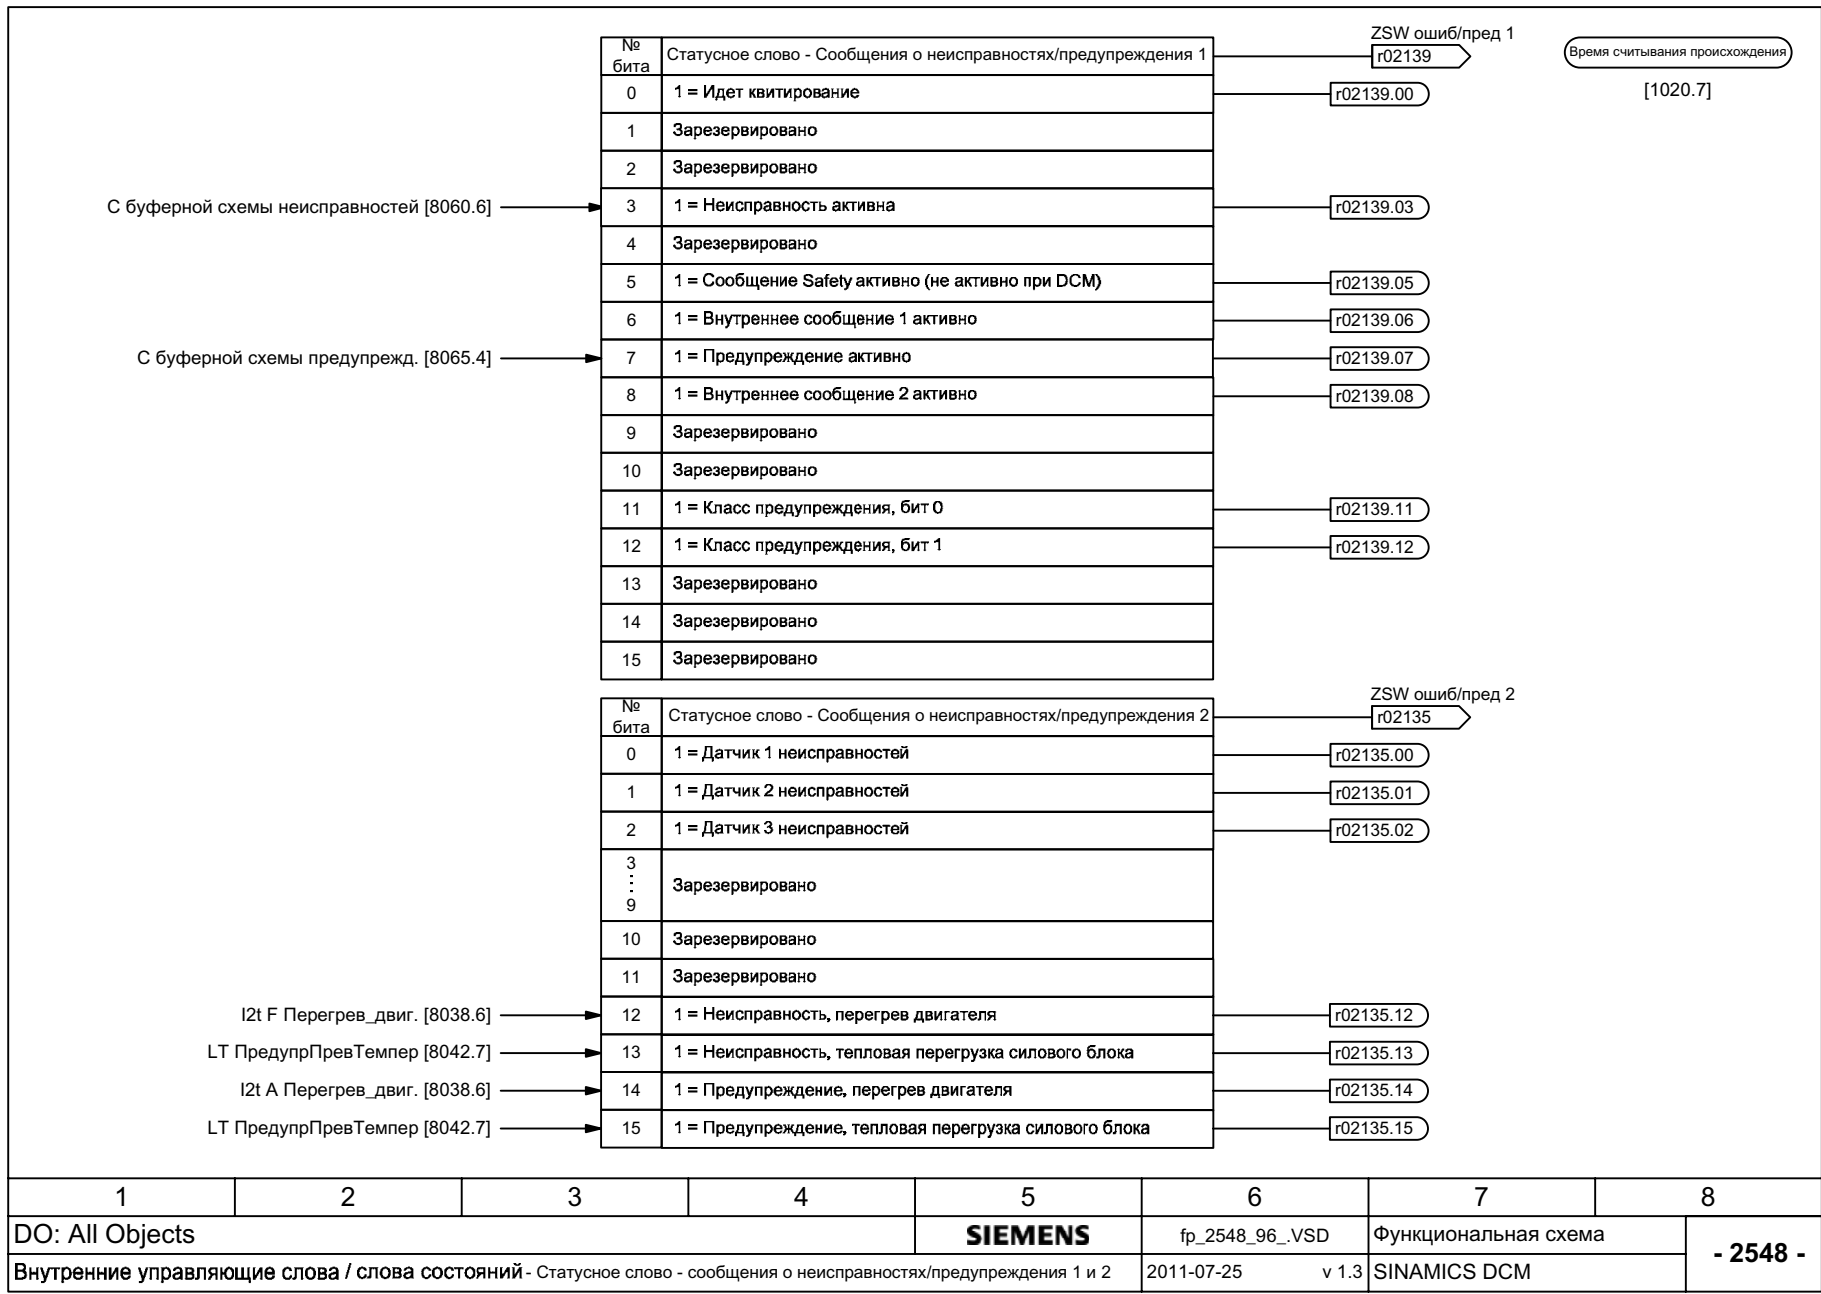 ZSW ошиб/пред 1
№ бита Статусное слово - Сообщения о неисправностях/предупреждения 1 r02139
Время считывания происхождения
[1020.7]
0 1 = Идет квитирование r02139.00
1 Зарезервировано
2 Зарезервировано
С буферной схемы неисправностей [8060.6] 3 1 = Неисправность активна r02139.03
4 Зарезервировано
5 1 = Сообщение Safety активно (не активно при DCM) r02139.05
6 1 = Внутреннее сообщение 1 активно r02139.06
С буферной схемы предупрежд. [8065.4] 7 1 = Предупреждение активно r02139.07
8 1 = Внутреннее сообщение 2 активно r02139.08
9 Зарезервировано
10 Зарезервировано
11 1 = Класс предупреждения, бит 0 r02139.11
12 1 = Класс предупреждения, бит 1 r02139.12
13 Зарезервировано
14 Зарезервировано
15 Зарезервировано
ZSW ошиб/пред 2
№ бита Статусное слово - Сообщения о неисправностях/предупреждения 2 r02135
0 1 = Датчик 1 неисправностей r02135.00
1 1 = Датчик 2 неисправностей r02135.01
2 1 = Датчик 3 неисправностей r02135.02
3 ⋮ 9 Зарезервировано
10 Зарезервировано
11 Зарезервировано
I2t F Перегрев_двиг. [8038.6] 12 1 = Неисправность, перегрев двигателя r02135.12
LT ПредупрПревТемпер [8042.7] 13 1 = Неисправность, тепловая перегрузка силового блока r02135.13
I2t A Перегрев_двиг. [8038.6] 14 1 = Предупреждение, перегрев двигателя r02135.14
LT ПредупрПревТемпер [8042.7] 15 1 = Предупреждение, тепловая перегрузка силового блока r02135.15
1 2 3 4 5 6 7 8
DO: All Objects SIEMENS fp_2548_96_.VSD Функциональная схема
Внутренние управляющие слова / слова состояний - Статусное слово - сообщения о неисправностях/предупреждения 1 и 2 2011-07-25 v 1.3 SINAMICS DCM
- 2548 -